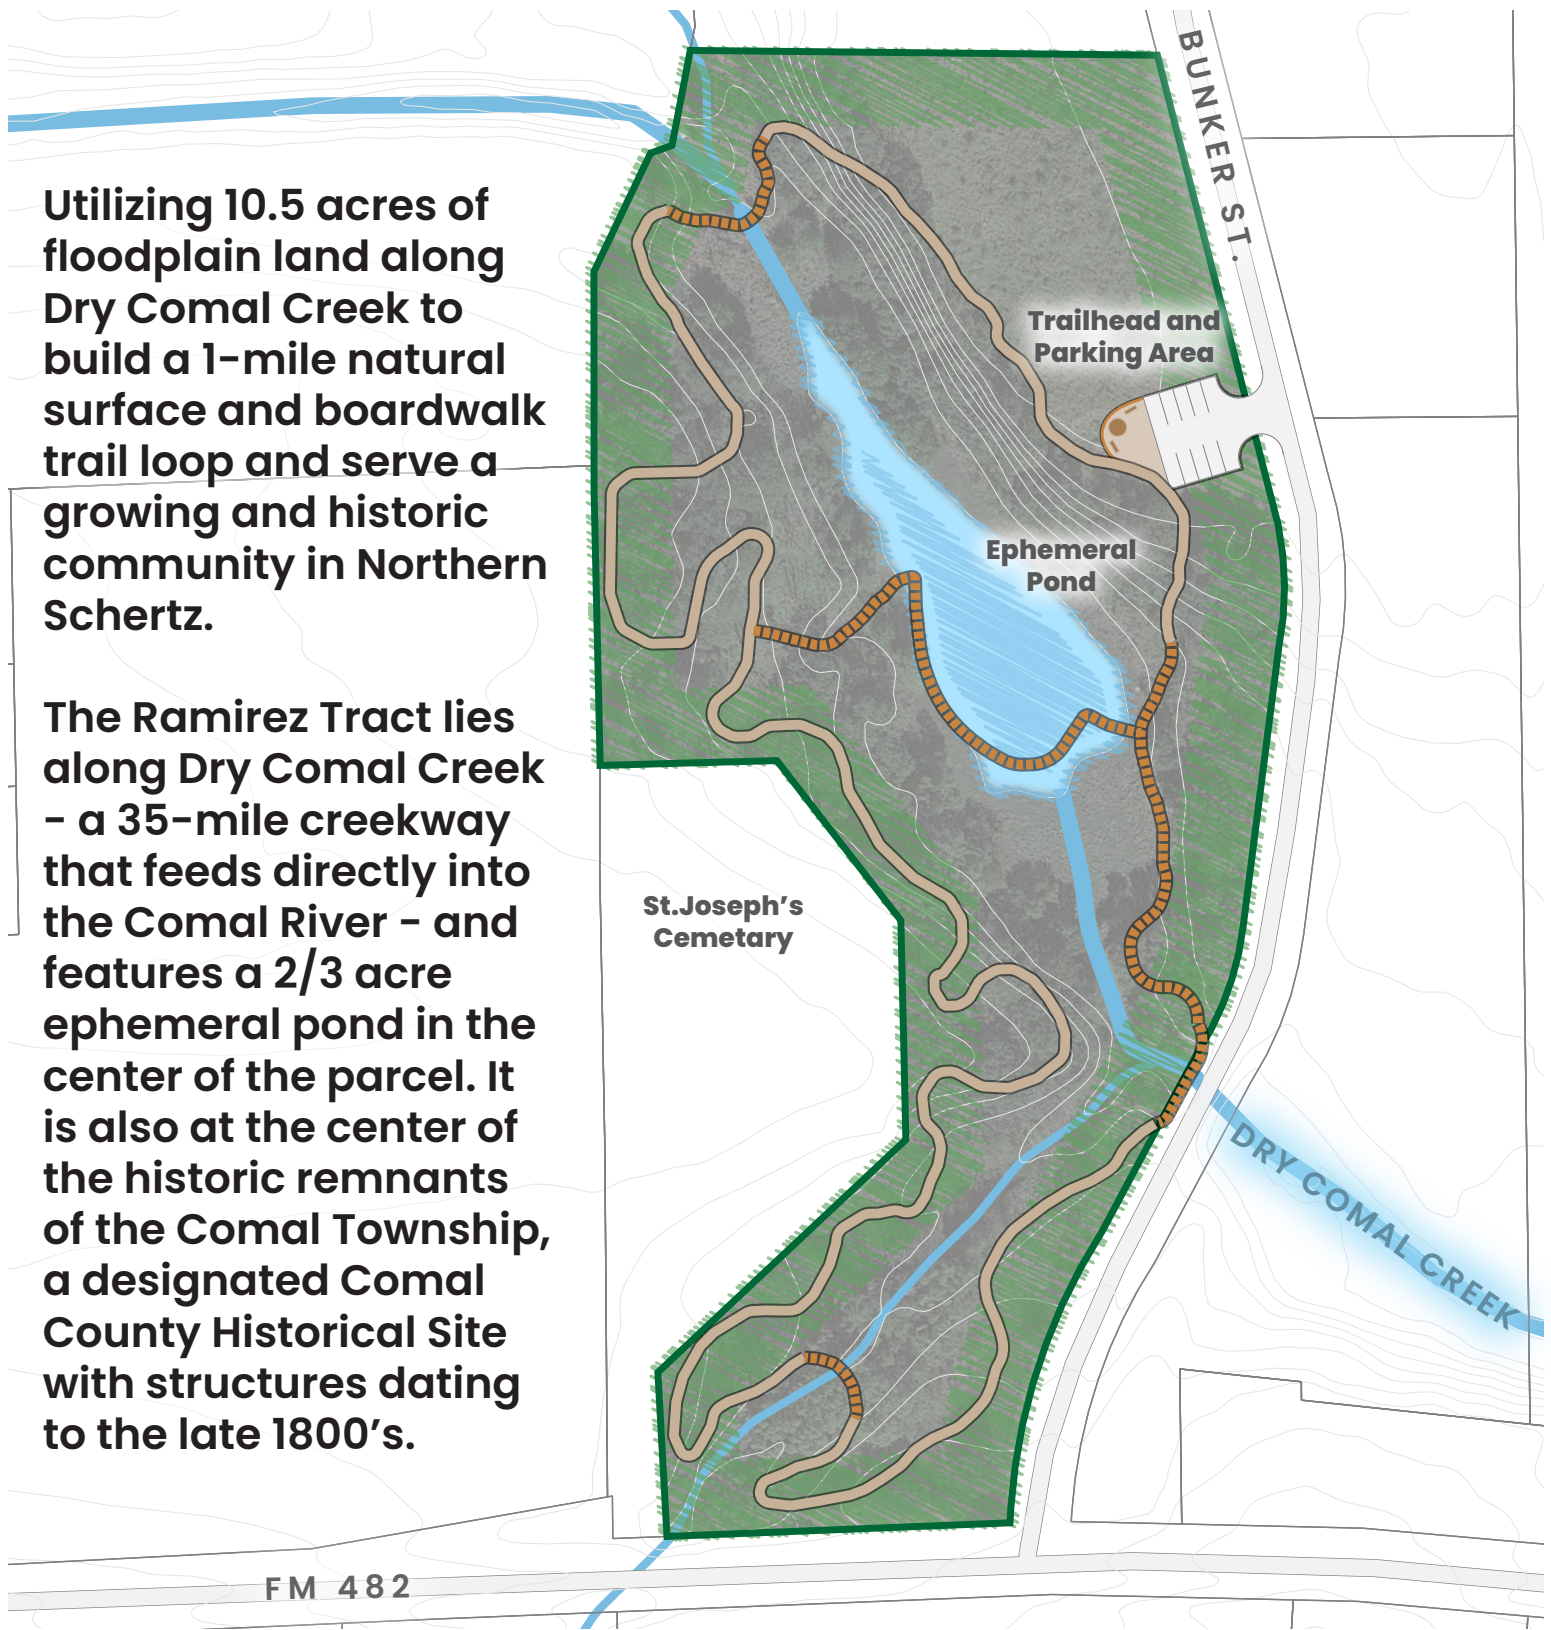 Utilizing 10.5 acres of
floodplain land along
Dry Comal Creek to
build a 1-mile natural
surface and boardwalk
trail loop and serve a
growing and historic
community in Northern
Schertz.
The Ramirez Tract lies
along Dry Comal Creek
- a 35-mile creekway
that feeds directly into
the Comal River - and
features a 2/3 acre
ephemeral pond in the
center of the parcel. It
is also at the center of
the historic remnants
of the Comal Township,
a designated Comal
County Historical Site
with structures dating
to the late 1800's.
BUNKER ST.
Trailhead and
Parking Area
Ephemeral
Pond
St.Joseph's
Cemetary
DRY COMAL CREEK
FM 482